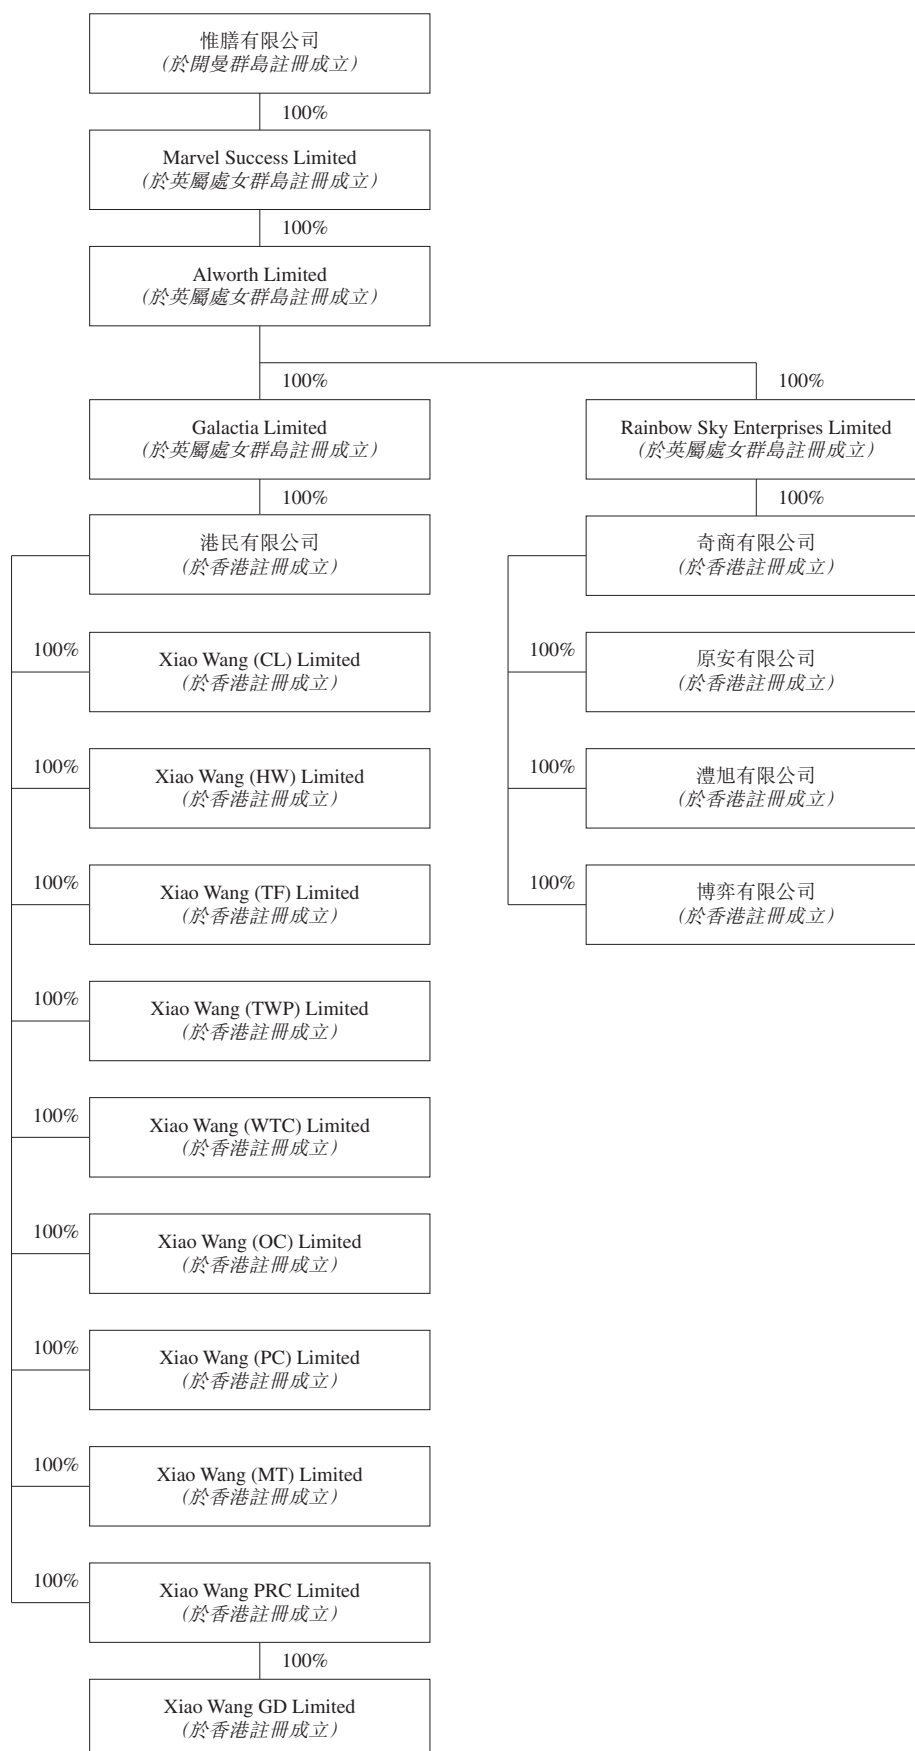 惟膳有限公司
(於開曼群島註冊成立)
100%
Marvel Success Limited
(於英屬處女群島註冊成立)
100%
Alworth Limited
(於英屬處女群島註冊成立)
100%
100%
Galactia Limited
(於英屬處女群島註冊成立)
Rainbow Sky Enterprises Limited
(於英屬處女群島註冊成立)
100%
100%
港民有限公司
(於香港註冊成立)
奇商有限公司
(於香港註冊成立)
100%
Xiao Wang (CL) Limited
(於香港註冊成立)
100%
原安有限公司
(於香港註冊成立)
100%
Xiao Wang (HW) Limited
(於香港註冊成立)
100%
澧旭有限公司
(於香港註冊成立)
100%
Xiao Wang (TF) Limited
(於香港註冊成立)
100%
博弈有限公司
(於香港註冊成立)
100%
Xiao Wang (TWP) Limited
(於香港註冊成立)
100%
Xiao Wang (WTC) Limited
(於香港註冊成立)
100%
Xiao Wang (OC) Limited
(於香港註冊成立)
100%
Xiao Wang (PC) Limited
(於香港註冊成立)
100%
Xiao Wang (MT) Limited
(於香港註冊成立)
100%
Xiao Wang PRC Limited
(於香港註冊成立)
100%
Xiao Wang GD Limited
(於香港註冊成立)